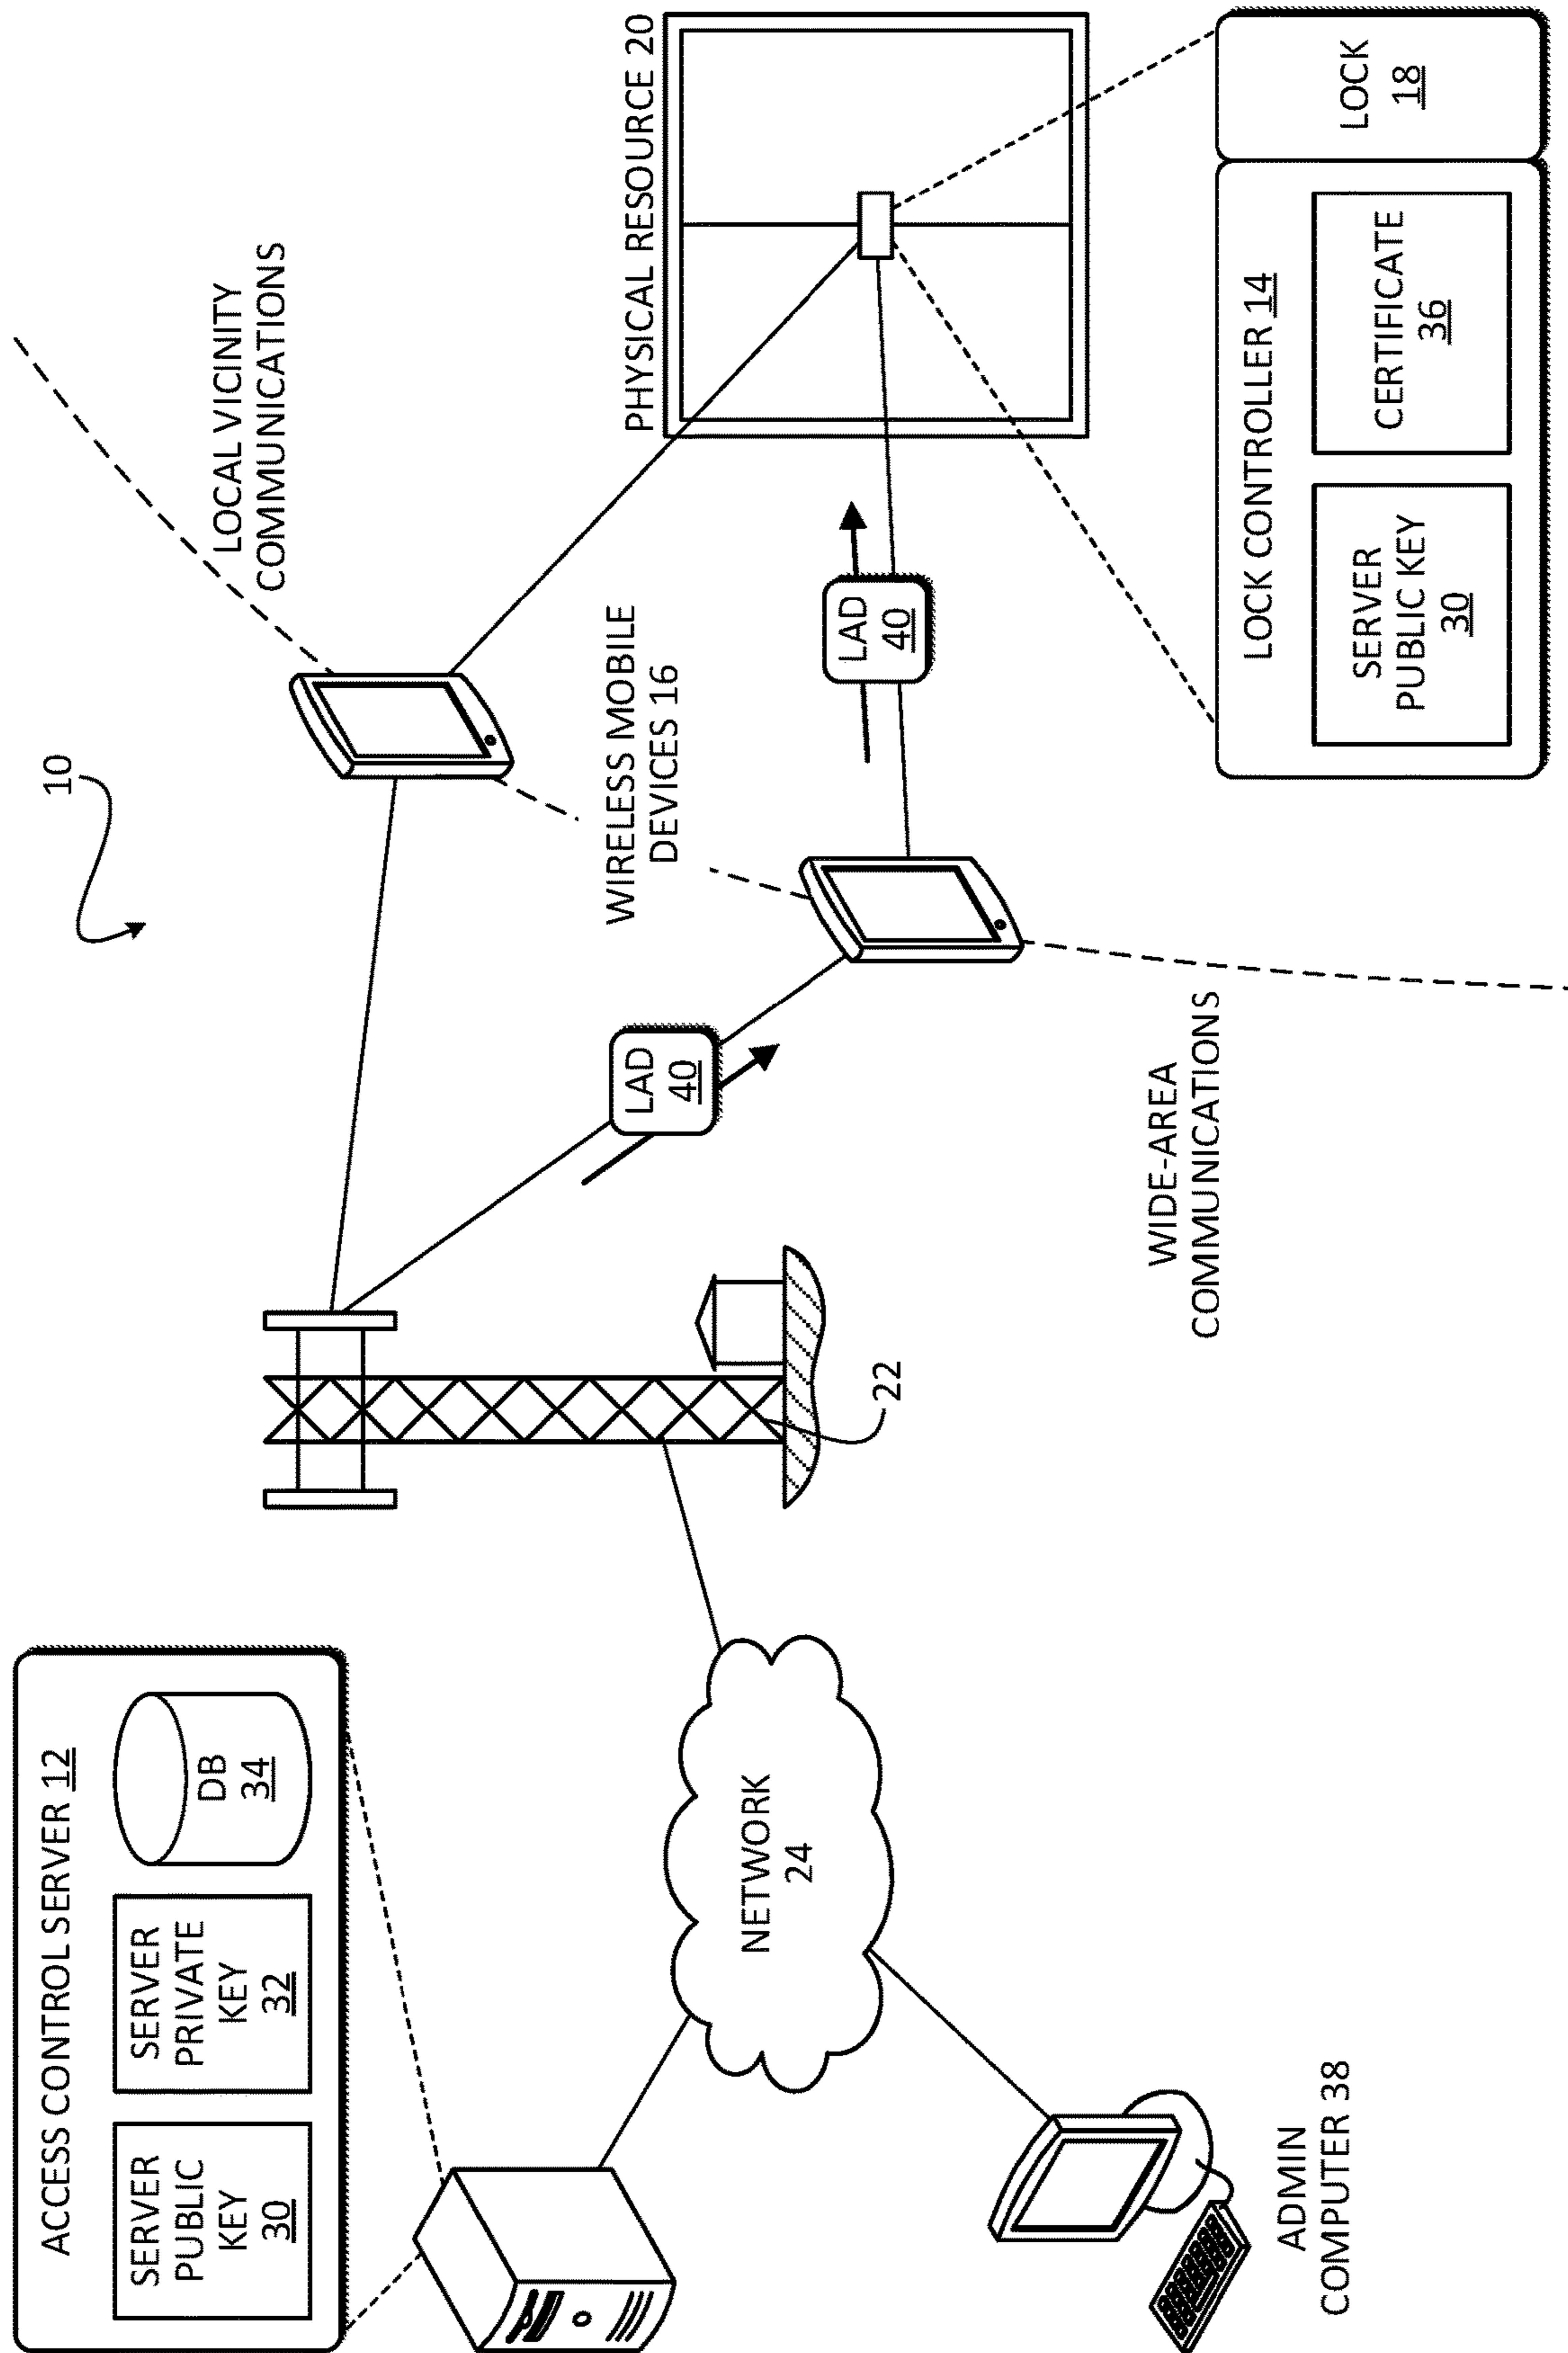 10
ACCESS CONTROL SERVER 12
SERVER
PUBLIC
KEY
30
SERVER
PRIVATE
KEY
32
DB
34
LOCAL VICINITY
COMMUNICATIONS
WIRELESS MOBILE
DEVICES 16
PHYSICAL RESOURCE 20
LAD
40
LAD
40
NETWORK
24
22
WIDE-AREA
COMMUNICATIONS
ADMIN
COMPUTER 38
LOCK CONTROLLER 14
SERVER
PUBLIC KEY
30
CERTIFICATE
36
LOCK
18